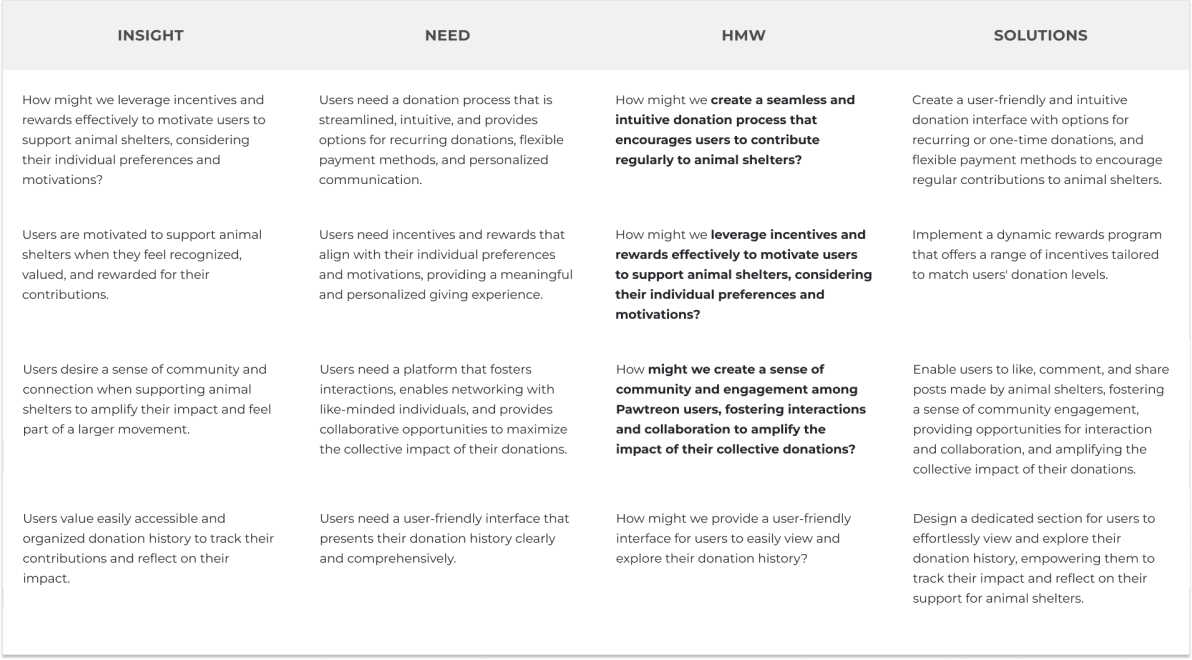 INSIGHT
NEED
HMW
SOLUTIONS
How might we leverage incentives and
rewards effectively to motivate users to
support animal shelters, considering
their individual preferences and
motivations?
Users need a donation process that is
streamlined, intuitive, and provides
options for recurring donations, flexible
payment methods, and personalized
communication.
How might we create a seamless and
intuitive donation process that
encourages users to contribute
regularly to animal shelters?
Create a user-friendly and intuitive
donation interface with options for
recurring or one-time donations, and
flexible payment methods to encourage
regular contributions to animal shelters.
Users are motivated to support animal
shelters when they feel recognized,
valued, and rewarded for their
contributions.
Users need incentives and rewards that
align with their individual preferences
and motivations, providing a meaningful
and personalized giving experience.
How might we leverage incentives and
rewards effectively to motivate users
to support animal shelters, considering
their individual preferences and
motivations?
Implement a dynamic rewards program
that offers a range of incentives tailored
to match users' donation levels.
Users desire a sense of community and
connection when supporting animal
shelters to amplify their impact and feel
part of a larger movement.
Users need a platform that fosters
interactions, enables networking with
like-minded individuals, and provides
collaborative opportunities to maximize
the collective impact of their donations.
How might we create a sense of
community and engagement among
Pawtreon users, fostering interactions
and collaboration to amplify the
impact of their collective donations?
Enable users to like, comment, and share
posts made by animal shelters, fostering
a sense of community engagement,
providing opportunities for interaction
and collaboration, and amplifying the
collective impact of their donations.
Users value easily accessible and
organized donation history to track their
contributions and reflect on their
impact.
Users need a user-friendly interface that
presents their donation history clearly
and comprehensively.
How might we provide a user-friendly
interface for users to easily view and
explore their donation history?
Design a dedicated section for users to
effortlessly view and explore their
donation history, empowering them to
track their impact and reflect on their
support for animal shelters.